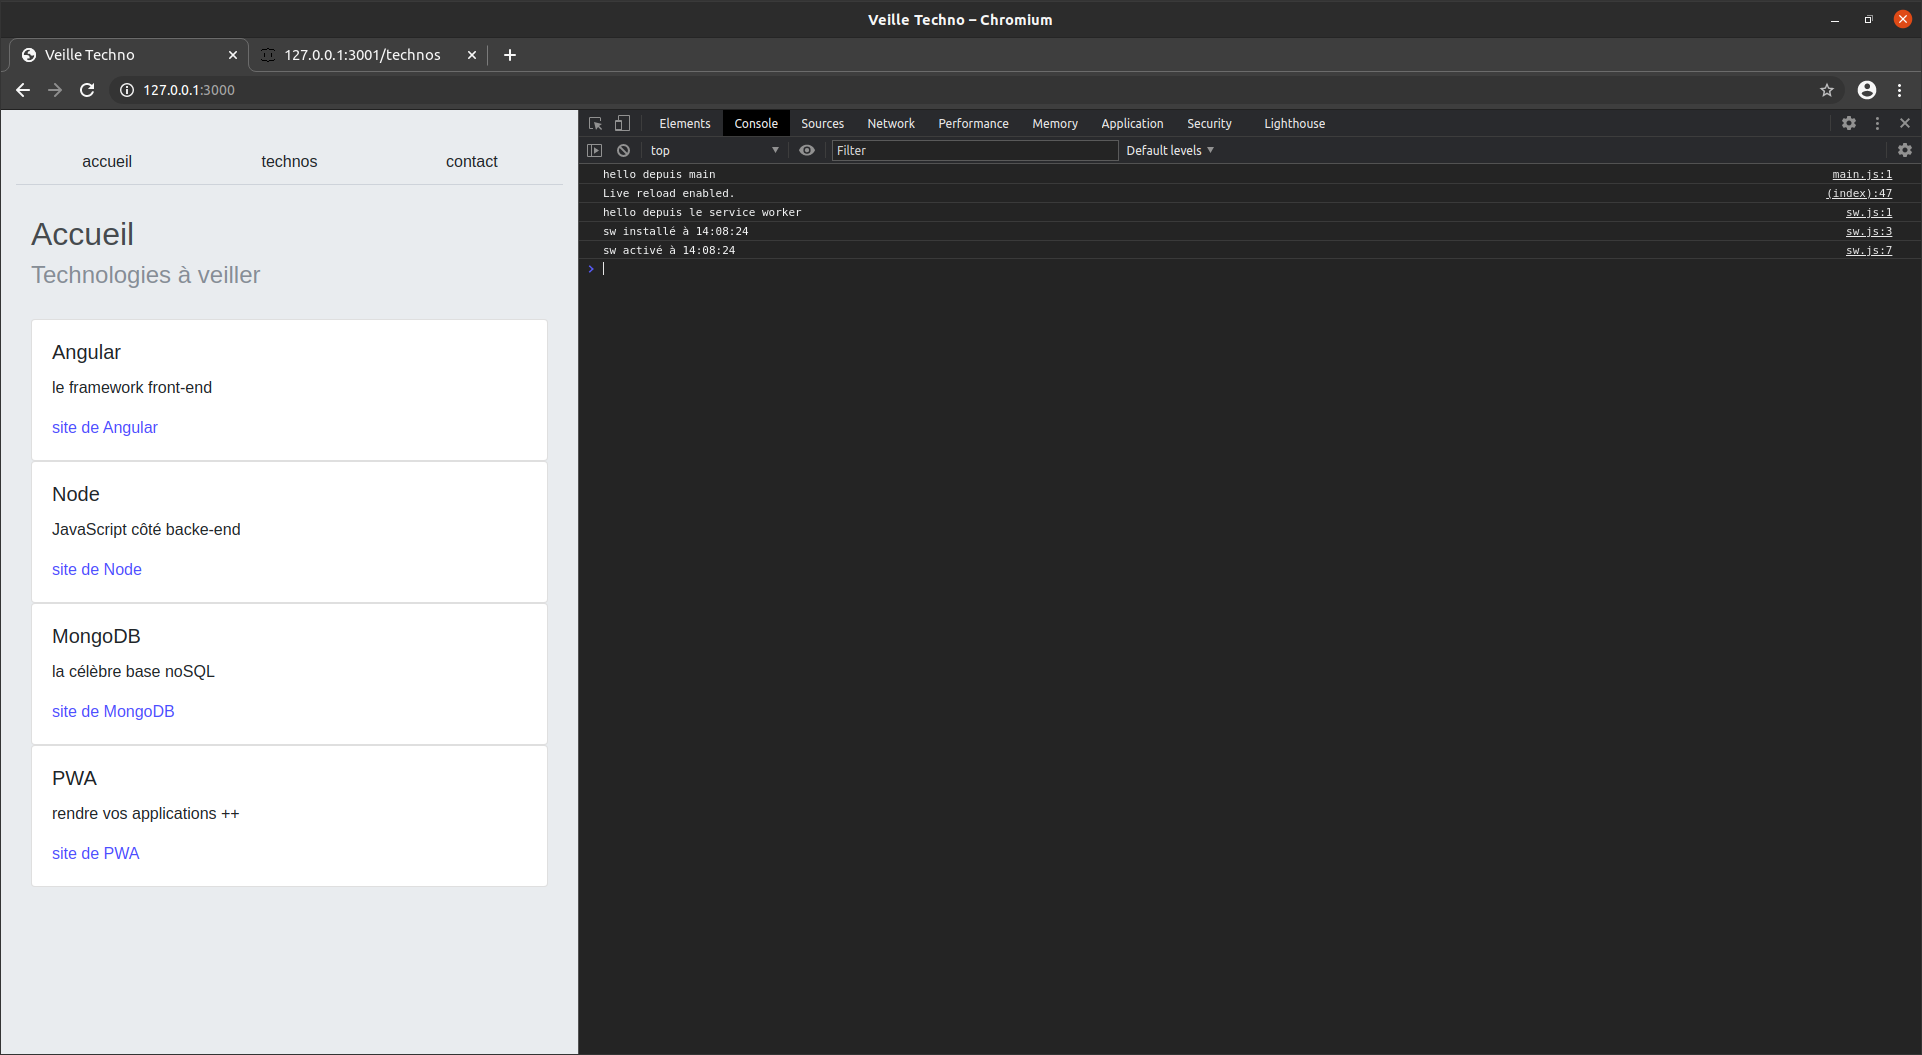 Veille Techno – Chromium
Veille Techno
127.0.0.1:3001/technos
127.0.0.1:3000
accueil technos contact
Accueil
Technologies à veiller
Angular
le framework front-end
site de Angular
Node
JavaScript côté backe-end
site de Node
MongoDB
la célèbre base noSQL
site de MongoDB
PWA
rendre vos applications ++
site de PWA
Elements Console Sources Network Performance Memory Application Security Lighthouse
top Filter Default levels
hello depuis main main.js:1
Live reload enabled. (index):47
hello depuis le service worker sw.js:1
sw installé à 14:08:24 sw.js:3
sw activé à 14:08:24 sw.js:7